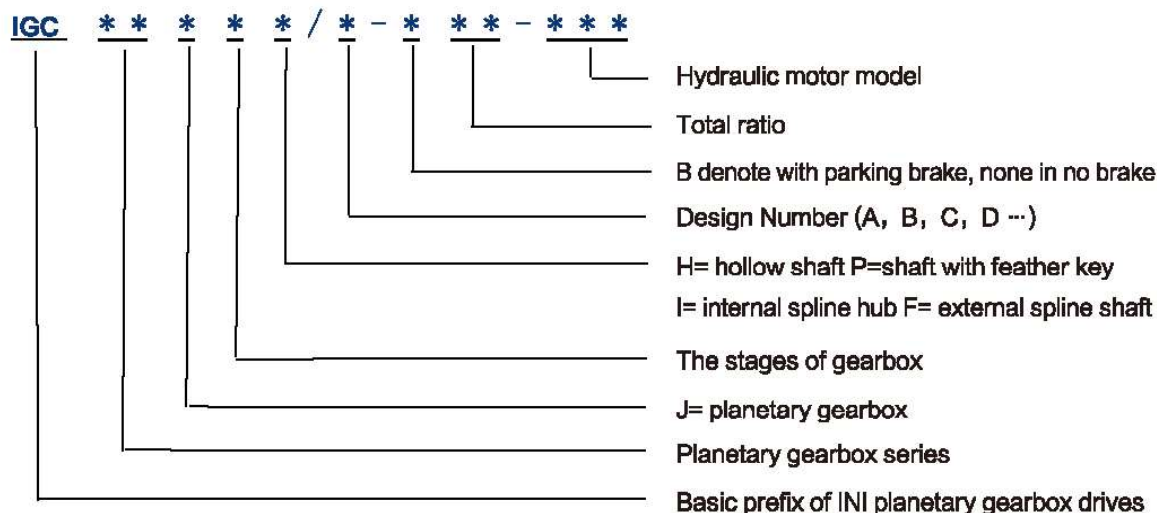 IGC ** * * * / * - * ** - ***
Hydraulic motor model
Total ratio
B denote with parking brake, none in no brake
Design Number (A, B, C, D ···)
H= hollow shaft P=shaft with feather key
I= internal spline hub F= external spline shaft
The stages of gearbox
J= planetary gearbox
Planetary gearbox series
Basic prefix of INI planetary gearbox drives